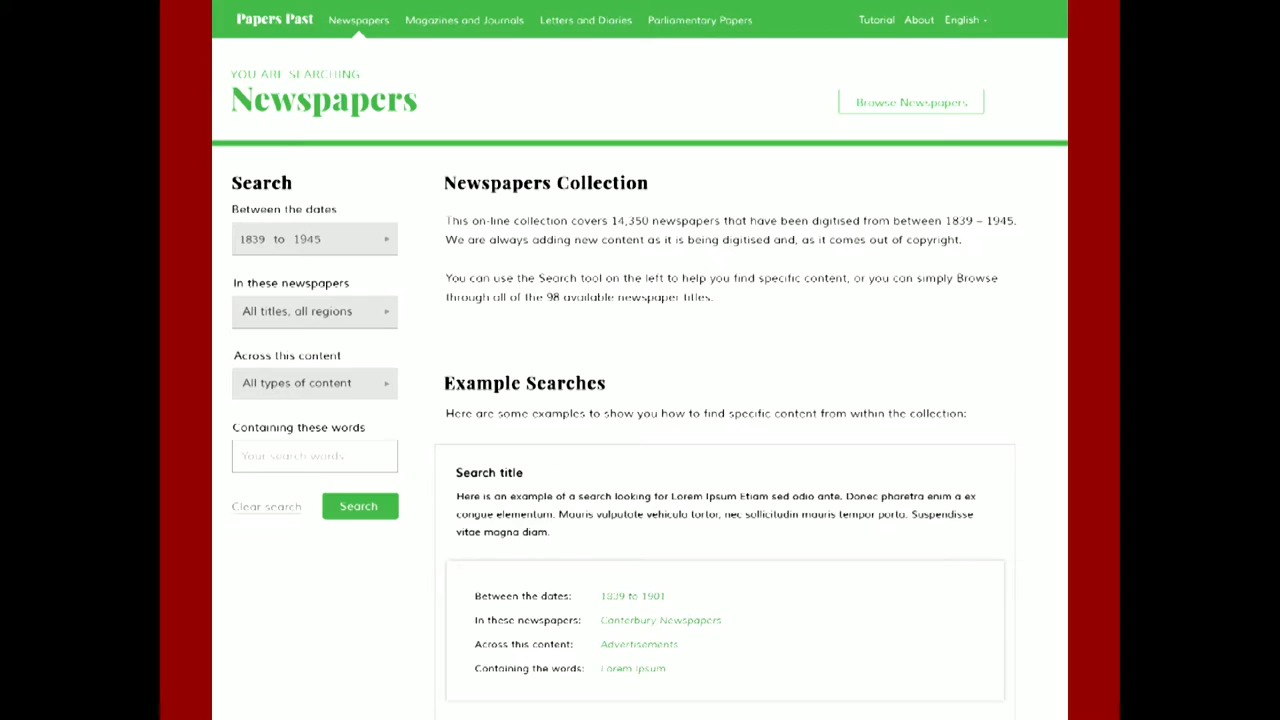 Papers Past Newspapers Magazines and Journals Letters and Diaries Parliamentary Papers Tutorial About English
YOU ARE SEARCHING
Newspapers
Browse Newspapers
Search
Between the dates
1839 to 1945
In these newspapers
All titles, all regions
Across this content
All types of content
Containing these words
Your search words
Clear search
Search
Newspapers Collection
This on-line collection covers 14,350 newspapers that have been digitised from between 1839 – 1945.
We are always adding new content as it is being digitised and, as it comes out of copyright.
You can use the Search tool on the left to help you find specific content, or you can simply Browse
through all of the 98 available newspaper titles.
Example Searches
Here are some examples to show you how to find specific content from within the collection:
Search title
Here is an example of a search looking for Lorem Ipsum Etiam sed odio ante. Donec pharetra enim a ex
congue elementum. Mauris vulputate vehicula tortor, nec sollicitudin mauris tempor porta. Suspendisse
vitae magna diam.
Between the dates: 1839 to 1901
In these newspapers: Canterbury Newspapers
Across this content: Advertisements
Containing the words: Lorem Ipsum